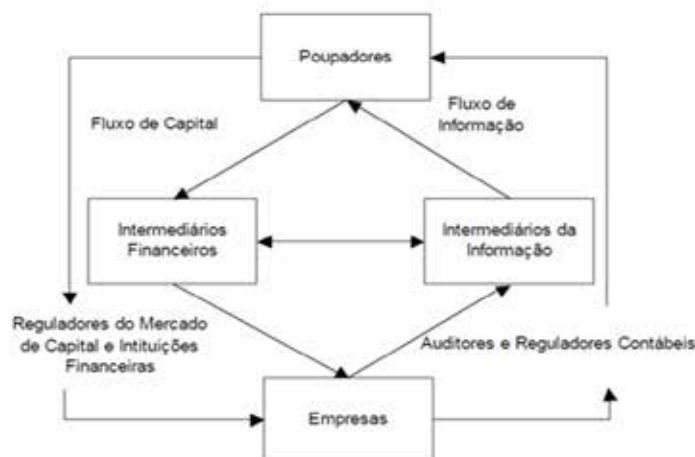 Poupadores
Fluxo de Capital
Fluxo de
Informação
Intermediários
Financeiros
Intermediários da
Informação
Reguladores do Mercado
de Capital e Intituições
Financeiras
Auditores e Reguladores Contábeis
Empresas